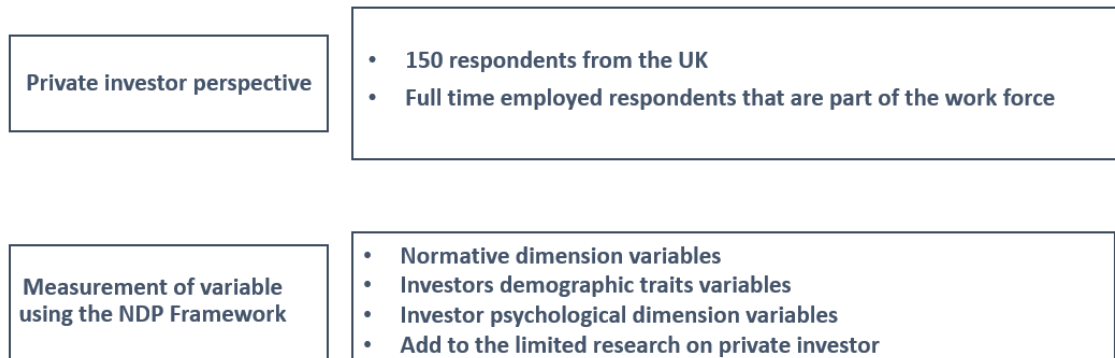 Private investor perspective
• 150 respondents from the UK
• Full time employed respondents that are part of the work force
Measurement of variable
using the NDP Framework
• Normative dimension variables
• Investors demographic traits variables
• Investor psychological dimension variables
• Add to the limited research on private investor